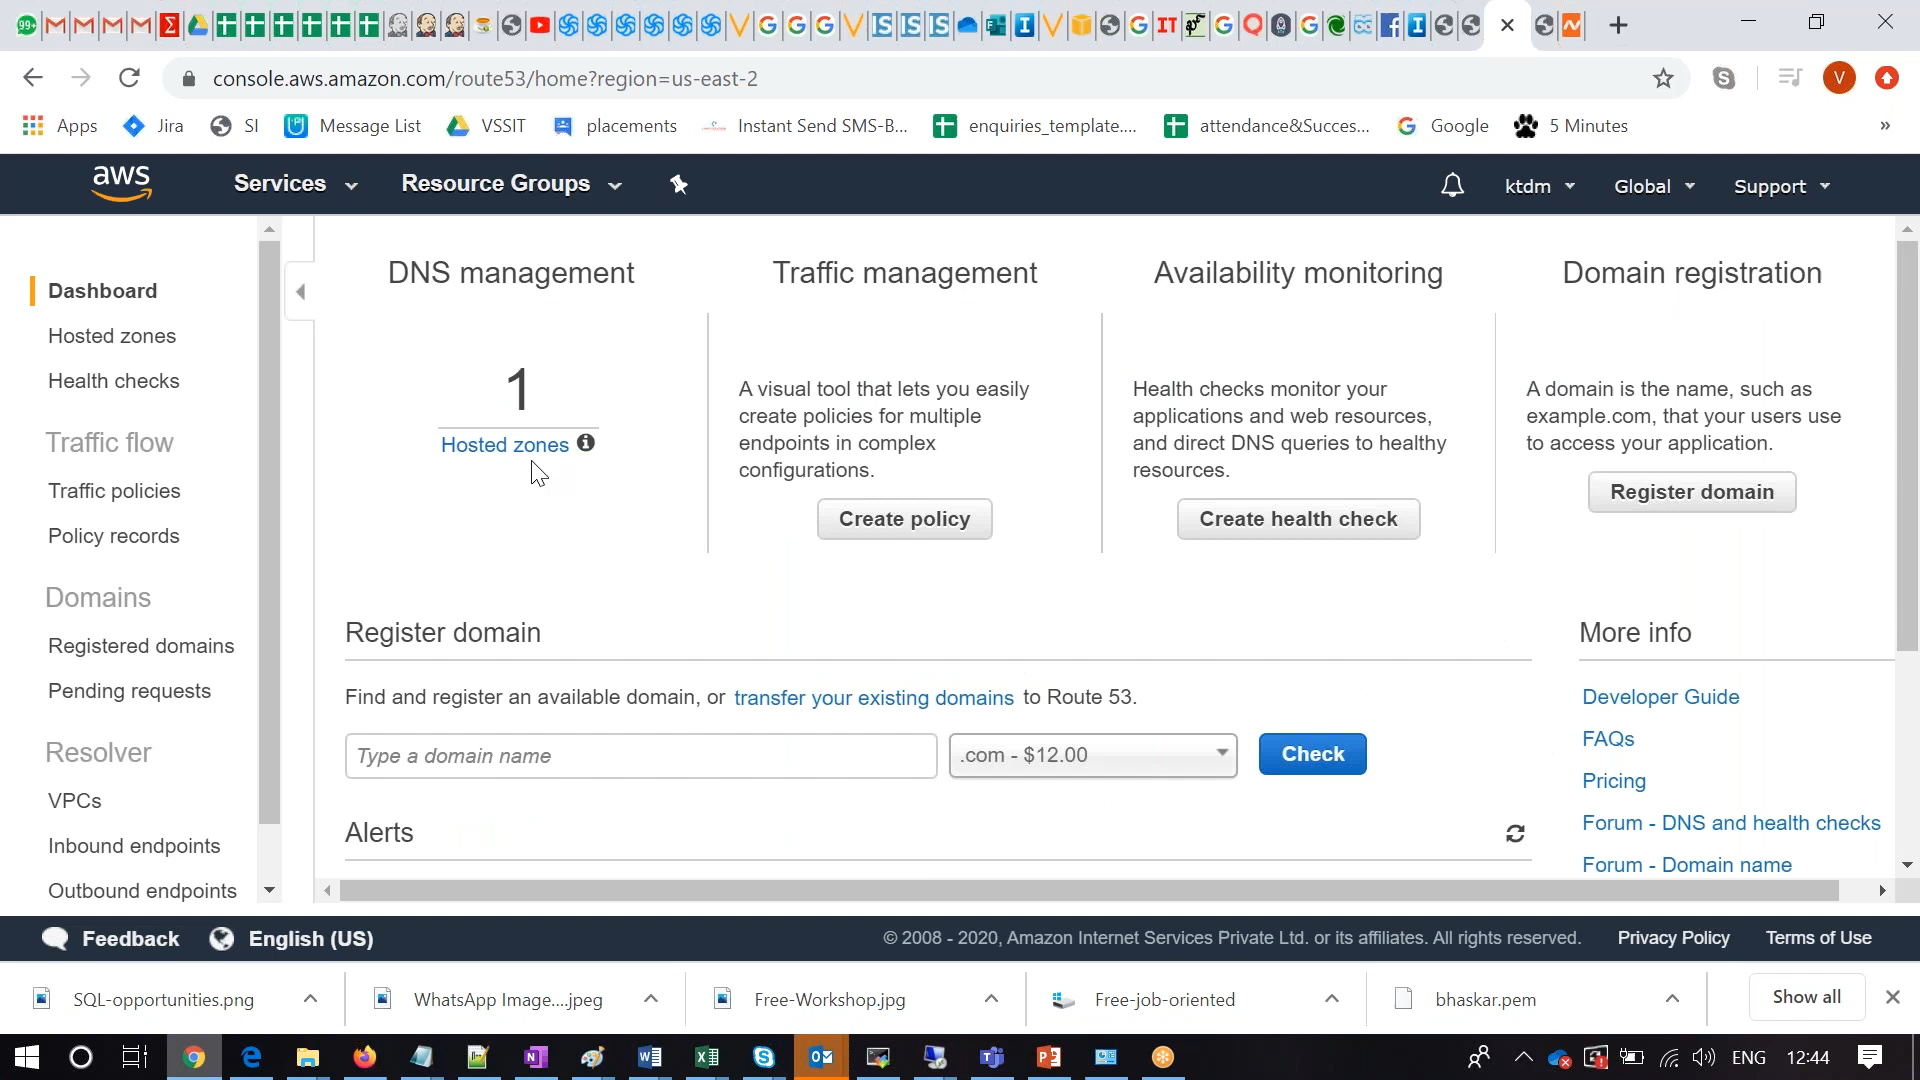 99+
console.aws.amazon.com/route53/home?region=us-east-2
V
Apps
Jira
SI
Message List
VSSIT
placements
Instant Send SMS-B...
enquiries_template....
attendance&Succes...
Google
5 Minutes
»
aws
Services
Resource Groups
ktdm
Global
Support
Dashboard
Hosted zones
Health checks
Traffic flow
Traffic policies
Policy records
Domains
Registered domains
Pending requests
Resolver
VPCs
Inbound endpoints
Outbound endpoints
DNS management
1
Hosted zones
Traffic management
A visual tool that lets you easily
create policies for multiple
endpoints in complex
configurations.
Create policy
Availability monitoring
Health checks monitor your
applications and web resources,
and direct DNS queries to healthy
resources.
Create health check
Domain registration
A domain is the name, such as
example.com, that your users use
to access your application.
Register domain
Register domain
Find and register an available domain, or transfer your existing domains to Route 53.
Type a domain name
.com - $12.00
Check
Alerts
More info
Developer Guide
FAQs
Pricing
Forum - DNS and health checks
Forum - Domain name
Feedback
English (US)
© 2008 - 2020, Amazon Internet Services Private Ltd. or its affiliates. All rights reserved.
Privacy Policy
Terms of Use
SQL-opportunities.png
WhatsApp Image....jpeg
Free-Workshop.jpg
Free-job-oriented
bhaskar.pem
Show all
ENG
12:44